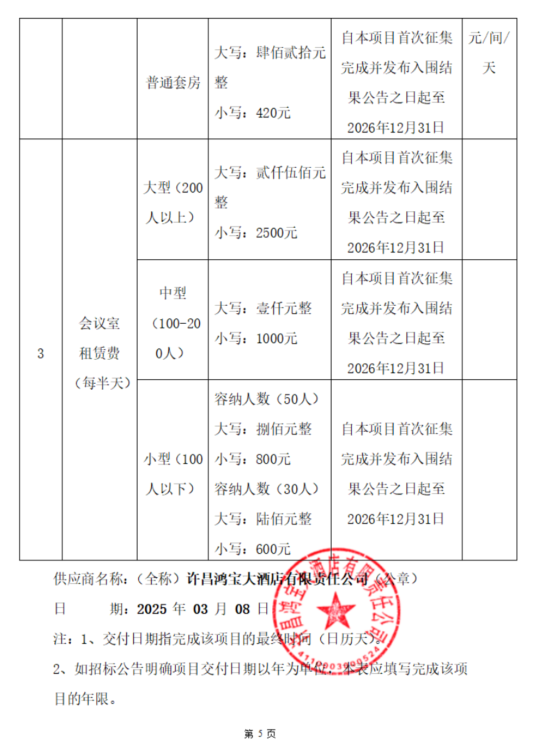 普通套房
大写：肆佰贰拾元
整
小写：420元
自本项目首次征集
完成并发布入围结
果公告之日起至
2026年12月31日
元/间/
天
3
会议室
租赁费
（每半天）
大型（200
人以上）
大写：贰仟伍佰元
整
小写：2500元
自本项目首次征集
完成并发布入围结
果公告之日起至
2026年12月31日
中型
（100-20
0人）
大写：壹仟元整
小写：1000元
自本项目首次征集
完成并发布入围结
果公告之日起至
2026年12月31日
小型（100
人以下）
容纳人数（50人）
大写：捌佰元整
小写：800元
容纳人数（30人）
大写：陆佰元整
小写：600元
自本项目首次征集
完成并发布入围结
果公告之日起至
2026年12月31日
供应商名称：（全称）许昌鸿宝大酒店有限责任公司（公章）
日 期：2025 年 03 月 08 日
许昌鸿宝大酒店有限责任公司
注：1、交付日期指完成该项目的最终时间（日历天）。
2、如招标公告明确项目交付日期以年为单位，本表应填写完成该项
目的年限。
第 5 页